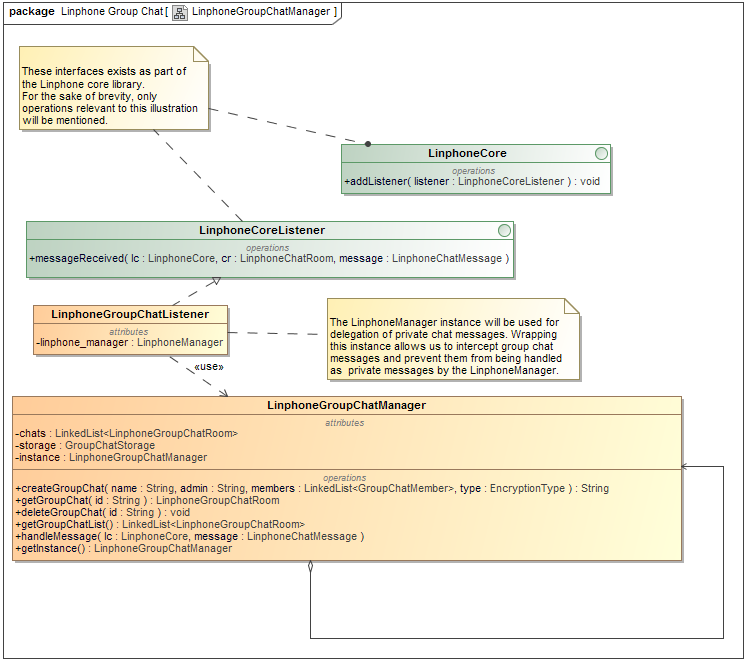 package Linphone Group Chat [ LinphoneGroupChatManager ]
These interfaces exists as part of
the Linphone core library.
For the sake of brevity, only
operations relevant to this illustration
will be mentioned.
LinphoneCore
operations
+addListener( listener : LinphoneCoreListener ) : void
LinphoneCoreListener
operations
+messageReceived( lc : LinphoneCore, cr : LinphoneChatRoom, message : LinphoneChatMessage )
LinphoneGroupChatListener
attributes
-linphone_manager : LinphoneManager
The LinphoneManager instance will be used for
delegation of private chat messages. Wrapping
this instance allows us to intercept group chat
messages and prevent them from being handled
as private messages by the LinphoneManager.
«use»
LinphoneGroupChatManager
attributes
-chats : LinkedList<LinphoneGroupChatRoom>
-storage : GroupChatStorage
-instance : LinphoneGroupChatManager
operations
+createGroupChat( name : String, admin : String, members : LinkedList<GroupChatMember>, type : EncryptionType ) : String
+getGroupChat( id : String ) : LinphoneGroupChatRoom
+deleteGroupChat( id : String ) : void
+getGroupChatList() : LinkedList<LinphoneGroupChatRoom>
+handleMessage( lc : LinphoneCore, message : LinphoneChatMessage )
+getInstance() : LinphoneGroupChatManager